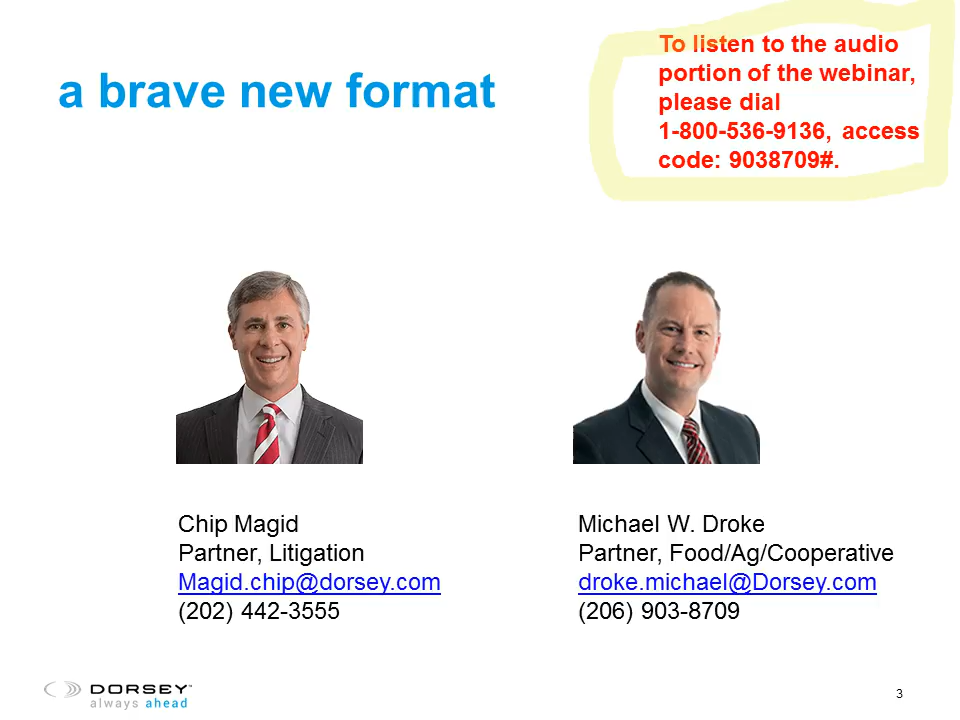 a brave new format
To listen to the audio
portion of the webinar,
please dial
1-800-536-9136, access
code: 9038709#.
Chip Magid
Partner, Litigation
Magid.chip@dorsey.com
(202) 442-3555
Michael W. Droke
Partner, Food/Ag/Cooperative
droke.michael@Dorsey.com
(206) 903-8709
DORSEY™
always ahead
3